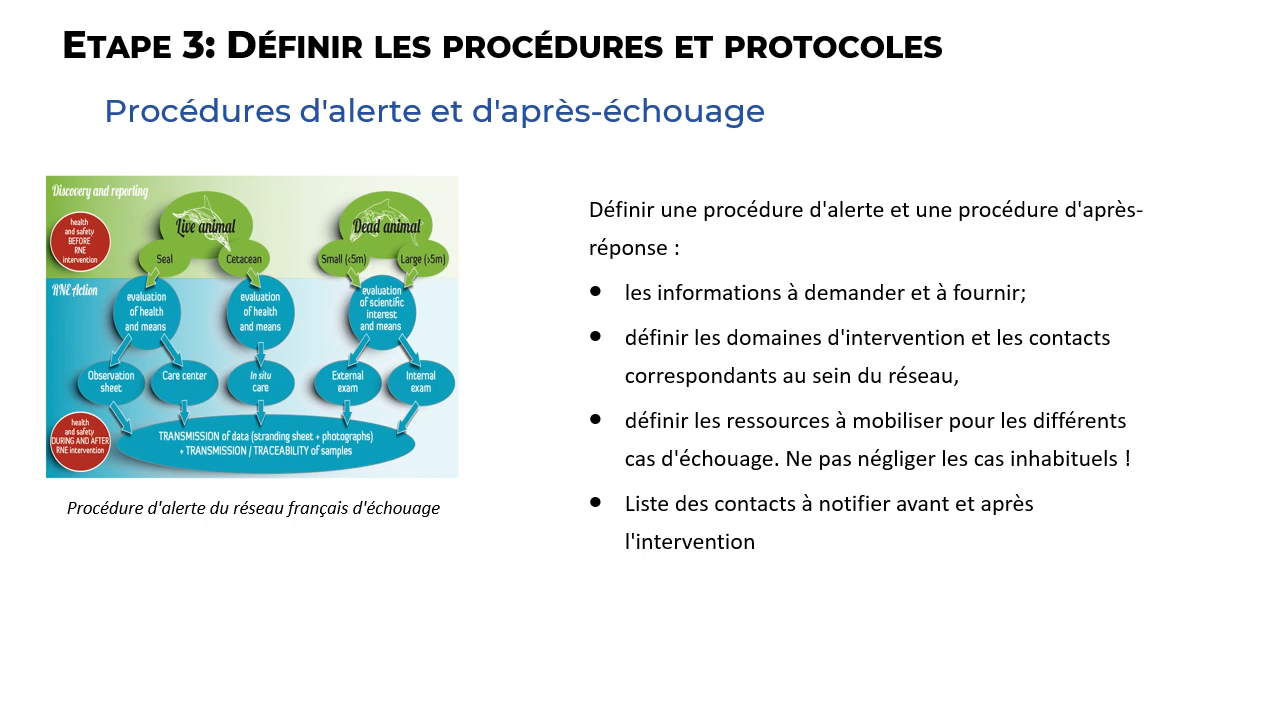 ETAPE 3: DÉFINIR LES PROCÉDURES ET PROTOCOLES
Procédures d'alerte et d'après-échouage
Discovery and reporting
health
and safety
BEFORE
RNE
intervention
Live animal
Seal
Cetacean
Dead animal
Small (<5m)
Large (>5m)
RNE Action
evaluation
of health
and means
evaluation
of health
and means
evaluation
of scientific
interest
and means
Observation
sheet
Care center
In situ
care
External
exam
Internal
exam
health
and safety
DURING AND AFTER
RNE intervention
TRANSMISSION of data (stranding sheet + photographs)
+ TRANSMISSION / TRACEABILITY of samples
Procédure d'alerte du réseau français d'échouage
Définir une procédure d'alerte et une procédure d'après-
réponse :
● les informations à demander et à fournir;
● définir les domaines d'intervention et les contacts
correspondants au sein du réseau,
● définir les ressources à mobiliser pour les différents
cas d'échouage. Ne pas négliger les cas inhabituels !
● Liste des contacts à notifier avant et après
l'intervention